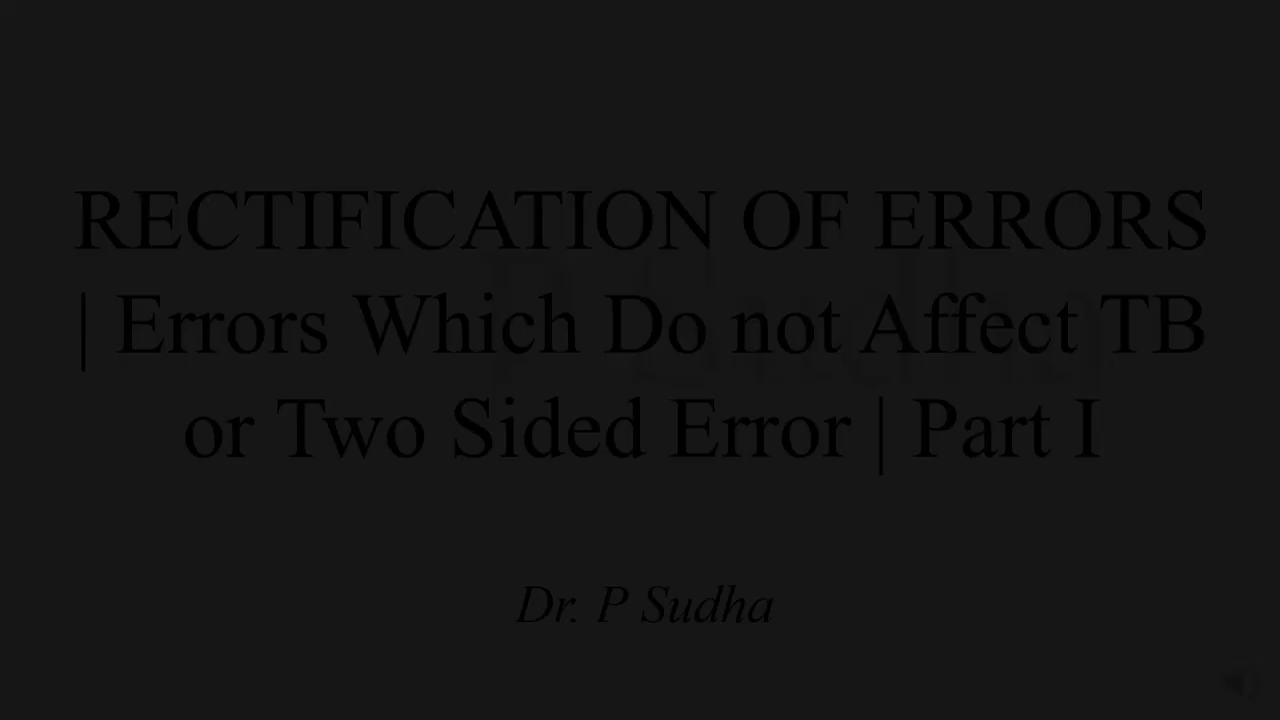 RECTIFICATION OF ERRORS
| Errors Which Do not Affect TB
or Two Sided Error | Part I
Dr. P Sudha